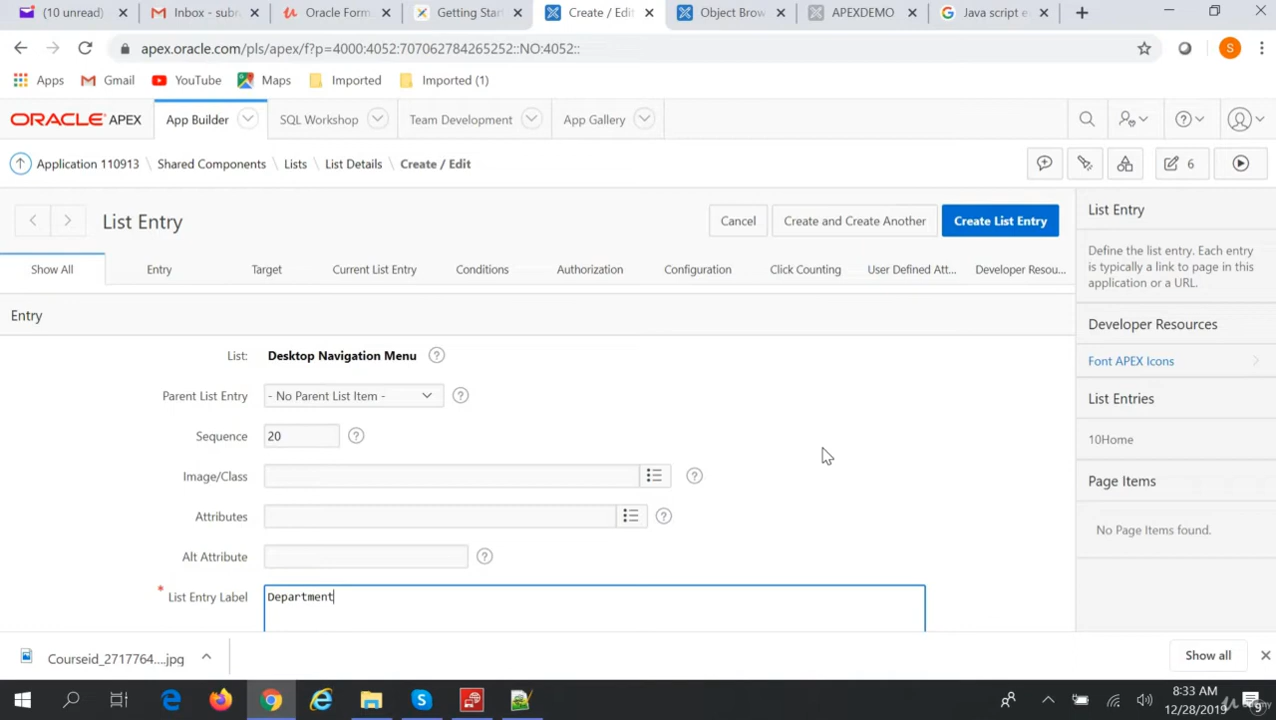 (10 unread)
Inbox - subr
Oracle Form
Getting Star
Create / Edi
Object Brow
APEXDEMO
Java script e
apex.oracle.com/pls/apex/f?p=4000:4052:707062784265252::NO:4052::
S
Apps
Gmail
YouTube
Maps
Imported
Imported (1)
ORACLE APEX
App Builder
SQL Workshop
Team Development
App Gallery
Application 110913 \ Shared Components \ Lists \ List Details \ Create / Edit
6
List Entry
Cancel
Create and Create Another
Create List Entry
Show All
Entry
Target
Current List Entry
Conditions
Authorization
Configuration
Click Counting
User Defined Att...
Developer Resou...
Entry
List: Desktop Navigation Menu
Parent List Entry - No Parent List Item -
Sequence 20
Image/Class
Attributes
Alt Attribute
* List Entry Label Department
List Entry
Define the list entry. Each entry
is typically a link to page in this
application or a URL.
Developer Resources
Font APEX Icons
List Entries
10Home
Page Items
No Page Items found.
Courseid_2717764....jpg
Show all
8:33 AM
12/28/2019